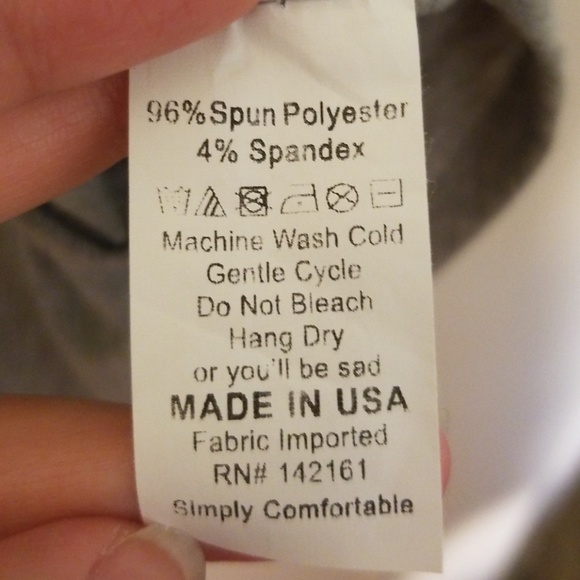 96% Spun Polyester
4% Spandex
Machine Wash Cold
Gentle Cycle
Do Not Bleach
Hang Dry
or you'll be sad
MADE IN USA
Fabric Imported
RN# 142161
Simply Comfortable